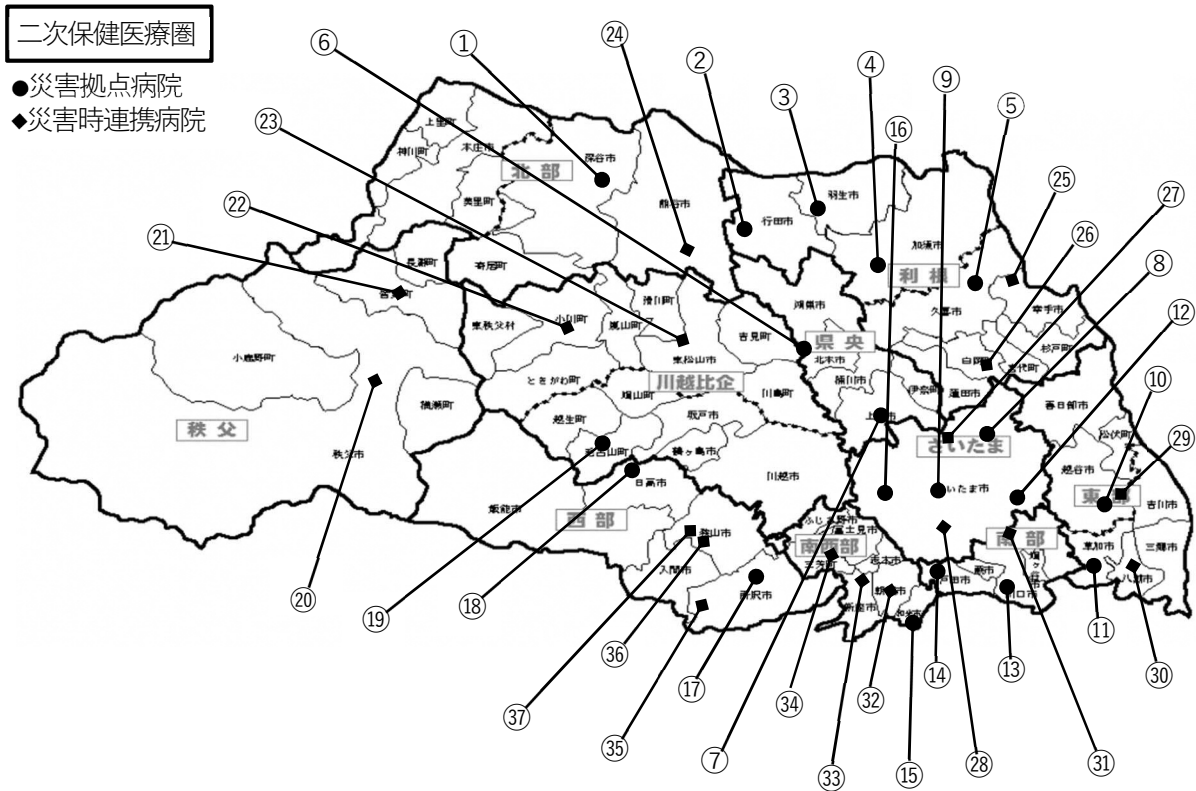 二次保健医療圏
●災害拠点病院
◆災害時連携病院
⑥
①
㉔
②
③
④
⑨
⑤
⑯
㉓
㉒
㉑
㉕
㉗
㉖
⑧
⑫
⑩
㉙
上里町
神川町
本庄市
深谷市
北部
美里町
熊谷市
行田市
羽生市
加須市
利根
長瀞町
寄居町
久喜市
幸手市
小川町
東秩父村
嵐山町
滑川町
吉見町
鴻巣市
県央
北本市
東松山市
小鹿野町
杉戸町
白岡市
宮代町
桶川市
伊奈町
蓮田市
ときがわ町
川越比企
鳩山町
川島町
横瀬町
上尾市
春日部市
松伏町
秩父
秩父市
越生町
毛呂山町
坂戸市
鶴ヶ島市
さいたま
越谷市
日高市
川越市
さいたま市
東部
吉川市
飯能市
西部
狭山市
ふじみ野市
富士見市
南西部
三芳町
志木市
南部
草加市
三郷市
八潮市
入間市
所沢市
新座市
朝霞市
和光市
戸田市
蕨市
川口市
⑳
⑲
⑱
㊱
㊲
㉟
⑰
⑦
㉞
㉝
㉜
⑮
⑭
㉘
⑬
㉛
⑪
㉚